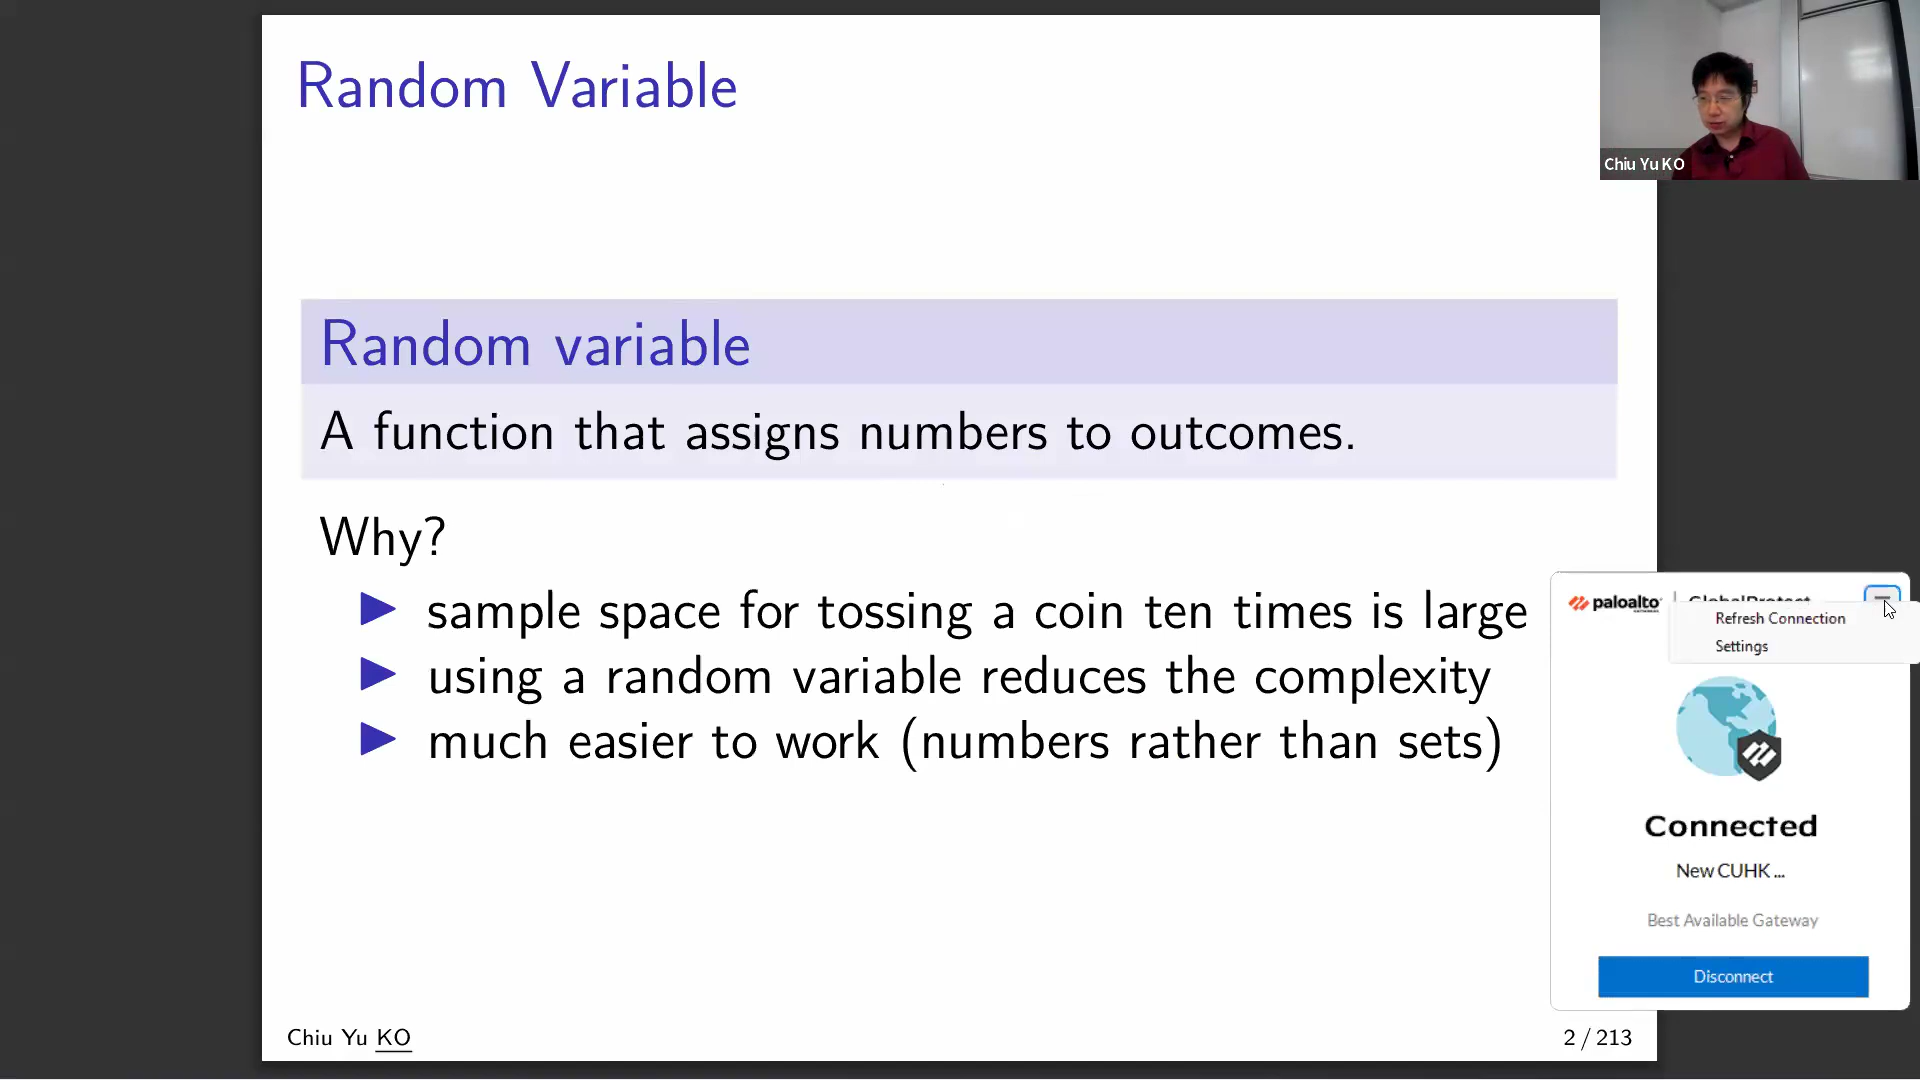 Random Variable
Chiu Yu KO
Random variable
A function that assigns numbers to outcomes.
Why?
sample space for tossing a coin ten times is large
using a random variable reduces the complexity
much easier to work (numbers rather than sets)
paloalto
GlobalProtect
Refresh Connection
Settings
Connected
New CUHK ...
Best Available Gateway
Disconnect
Chiu Yu KO
2 / 213